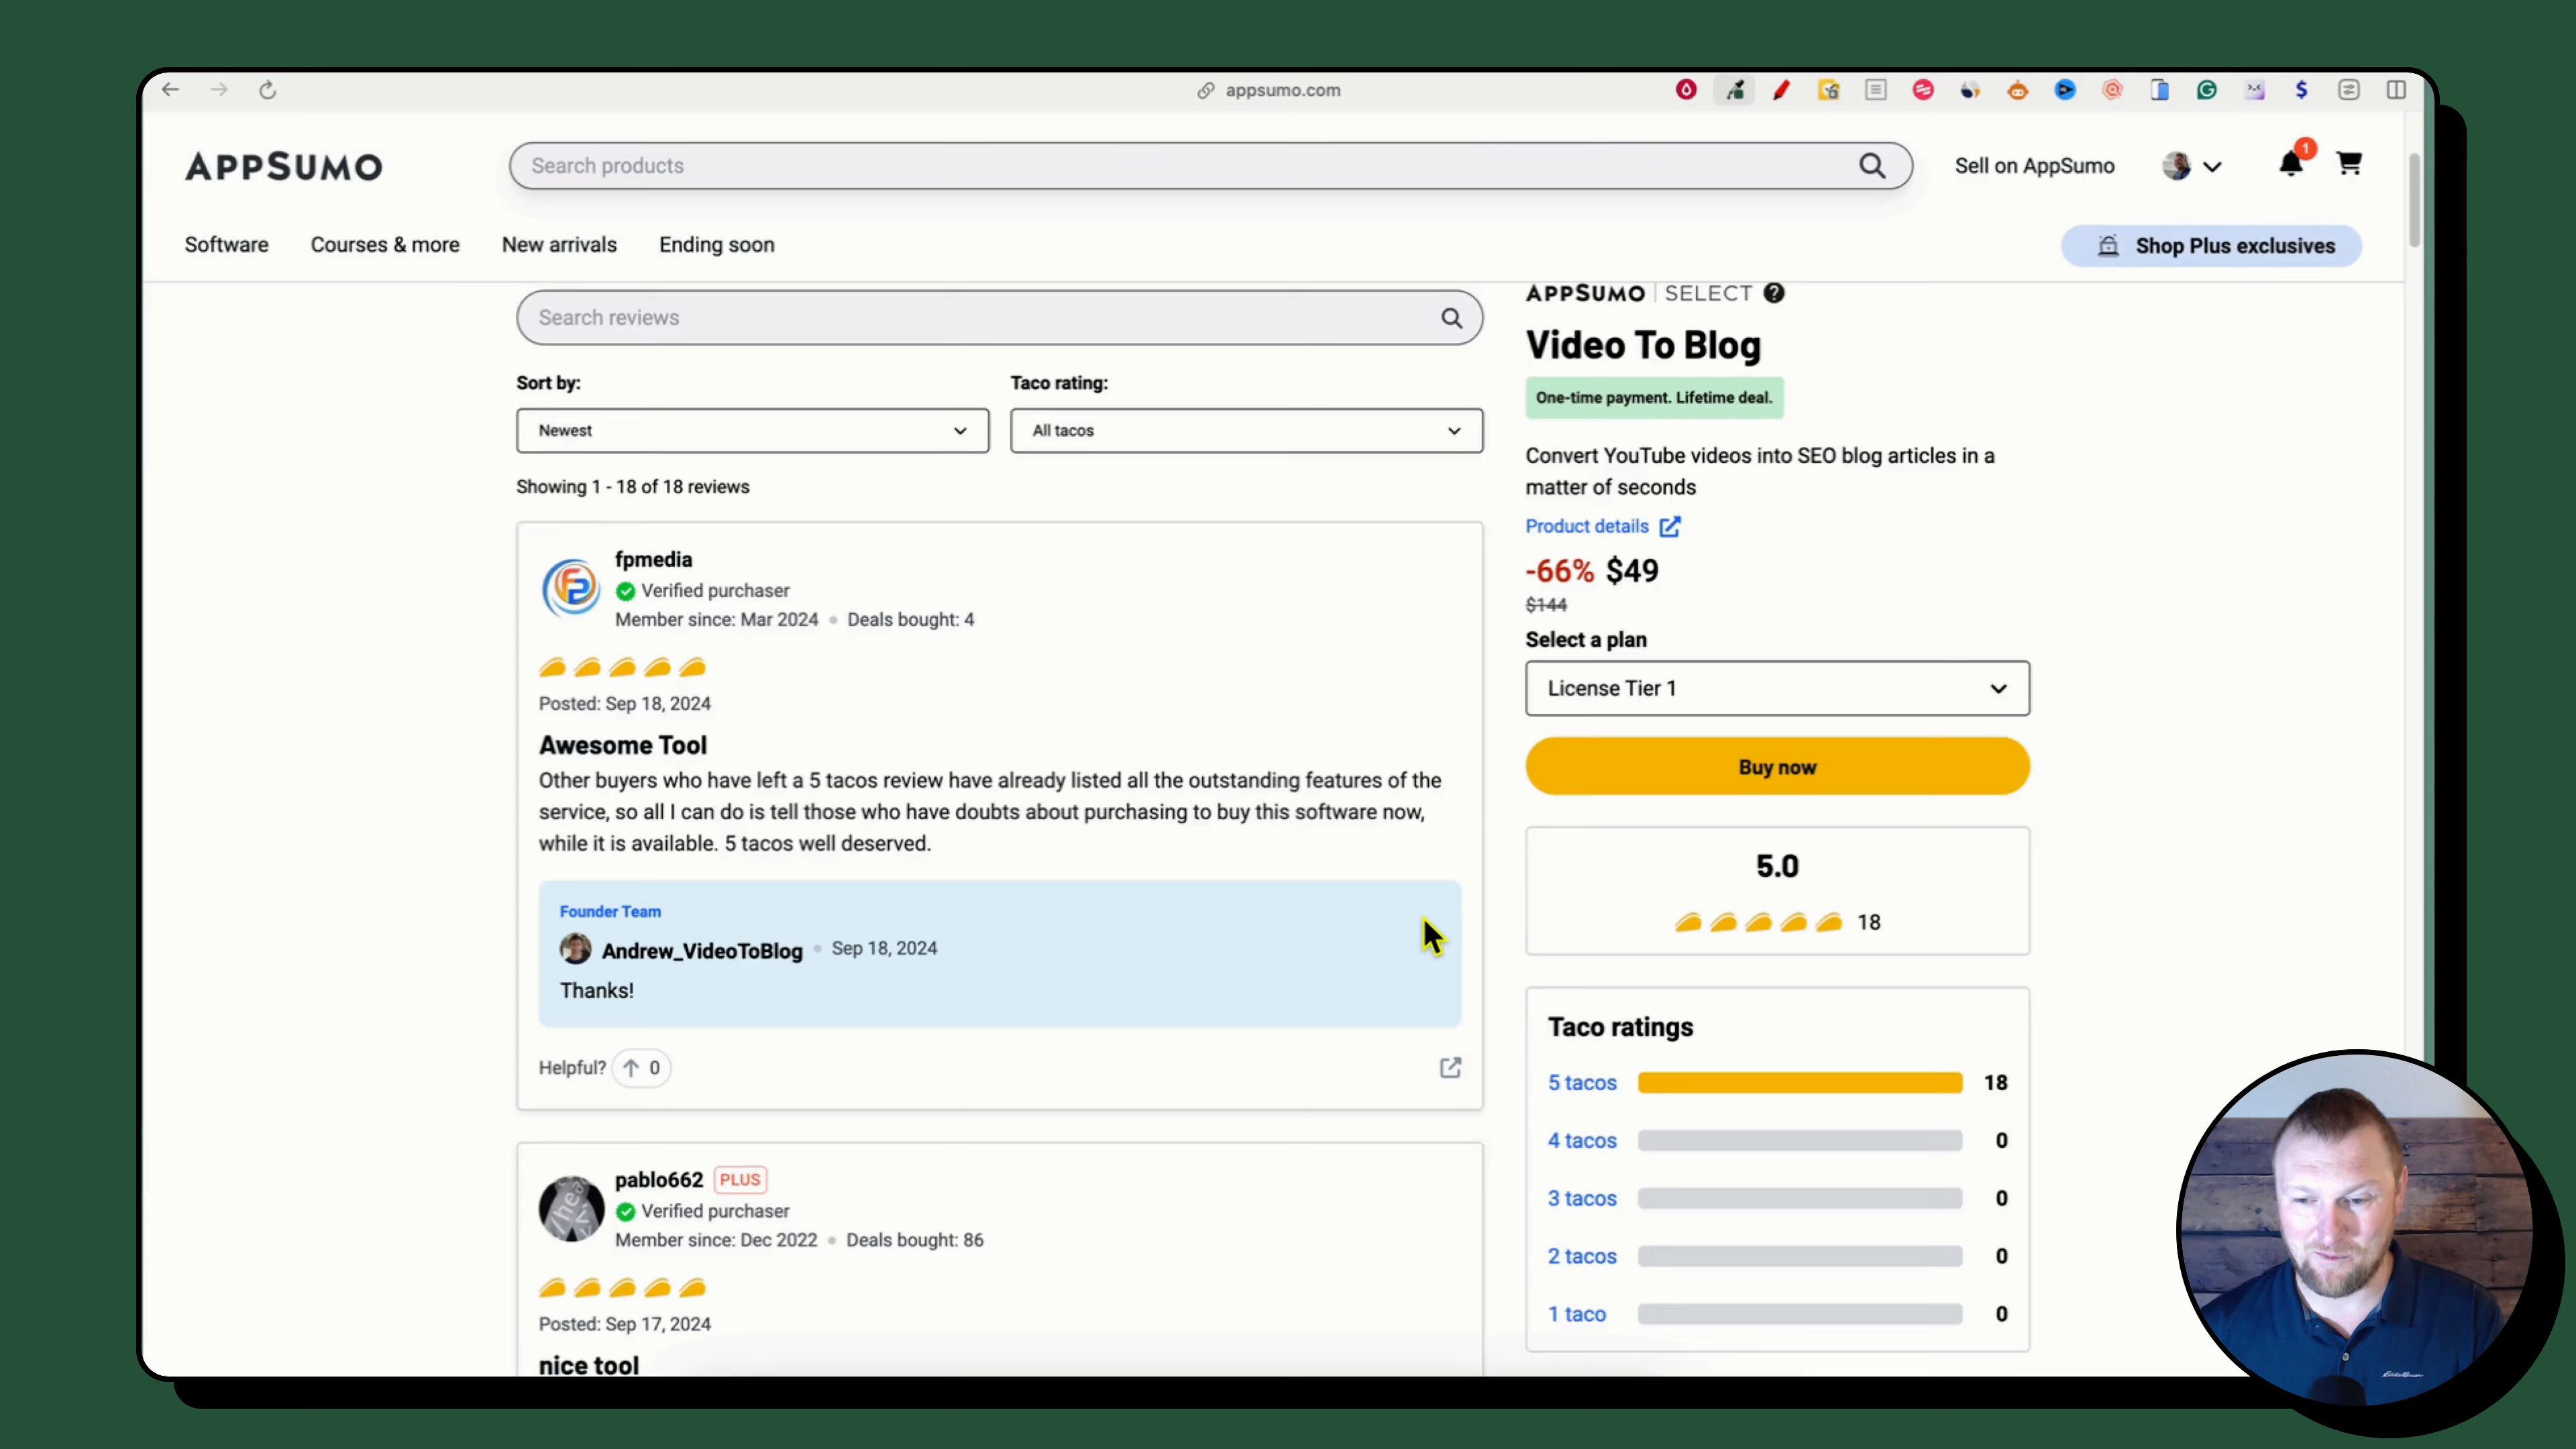 appsumo.com
APPSUMO
Search products
Sell on AppSumo
1
Software
Courses & more
New arrivals
Ending soon
Shop Plus exclusives
Search reviews
Sort by:
Taco rating:
Newest
All tacos
Showing 1 - 18 of 18 reviews
fpmedia
Verified purchaser
Member since: Mar 2024 • Deals bought: 4
Posted: Sep 18, 2024
Awesome Tool
Other buyers who have left a 5 tacos review have already listed all the outstanding features of the
service, so all I can do is tell those who have doubts about purchasing to buy this software now,
while it is available. 5 tacos well deserved.
Founder Team
Andrew_VideoToBlog • Sep 18, 2024
Thanks!
Helpful? 0
pablo662 PLUS
Verified purchaser
Member since: Dec 2022 • Deals bought: 86
Posted: Sep 17, 2024
nice tool
APPSUMO | SELECT ?
Video To Blog
One-time payment. Lifetime deal.
Convert YouTube videos into SEO blog articles in a
matter of seconds
Product details
-66% $49
$144
Select a plan
License Tier 1
Buy now
5.0
18
Taco ratings
5 tacos 18
4 tacos 0
3 tacos 0
2 tacos 0
1 taco 0